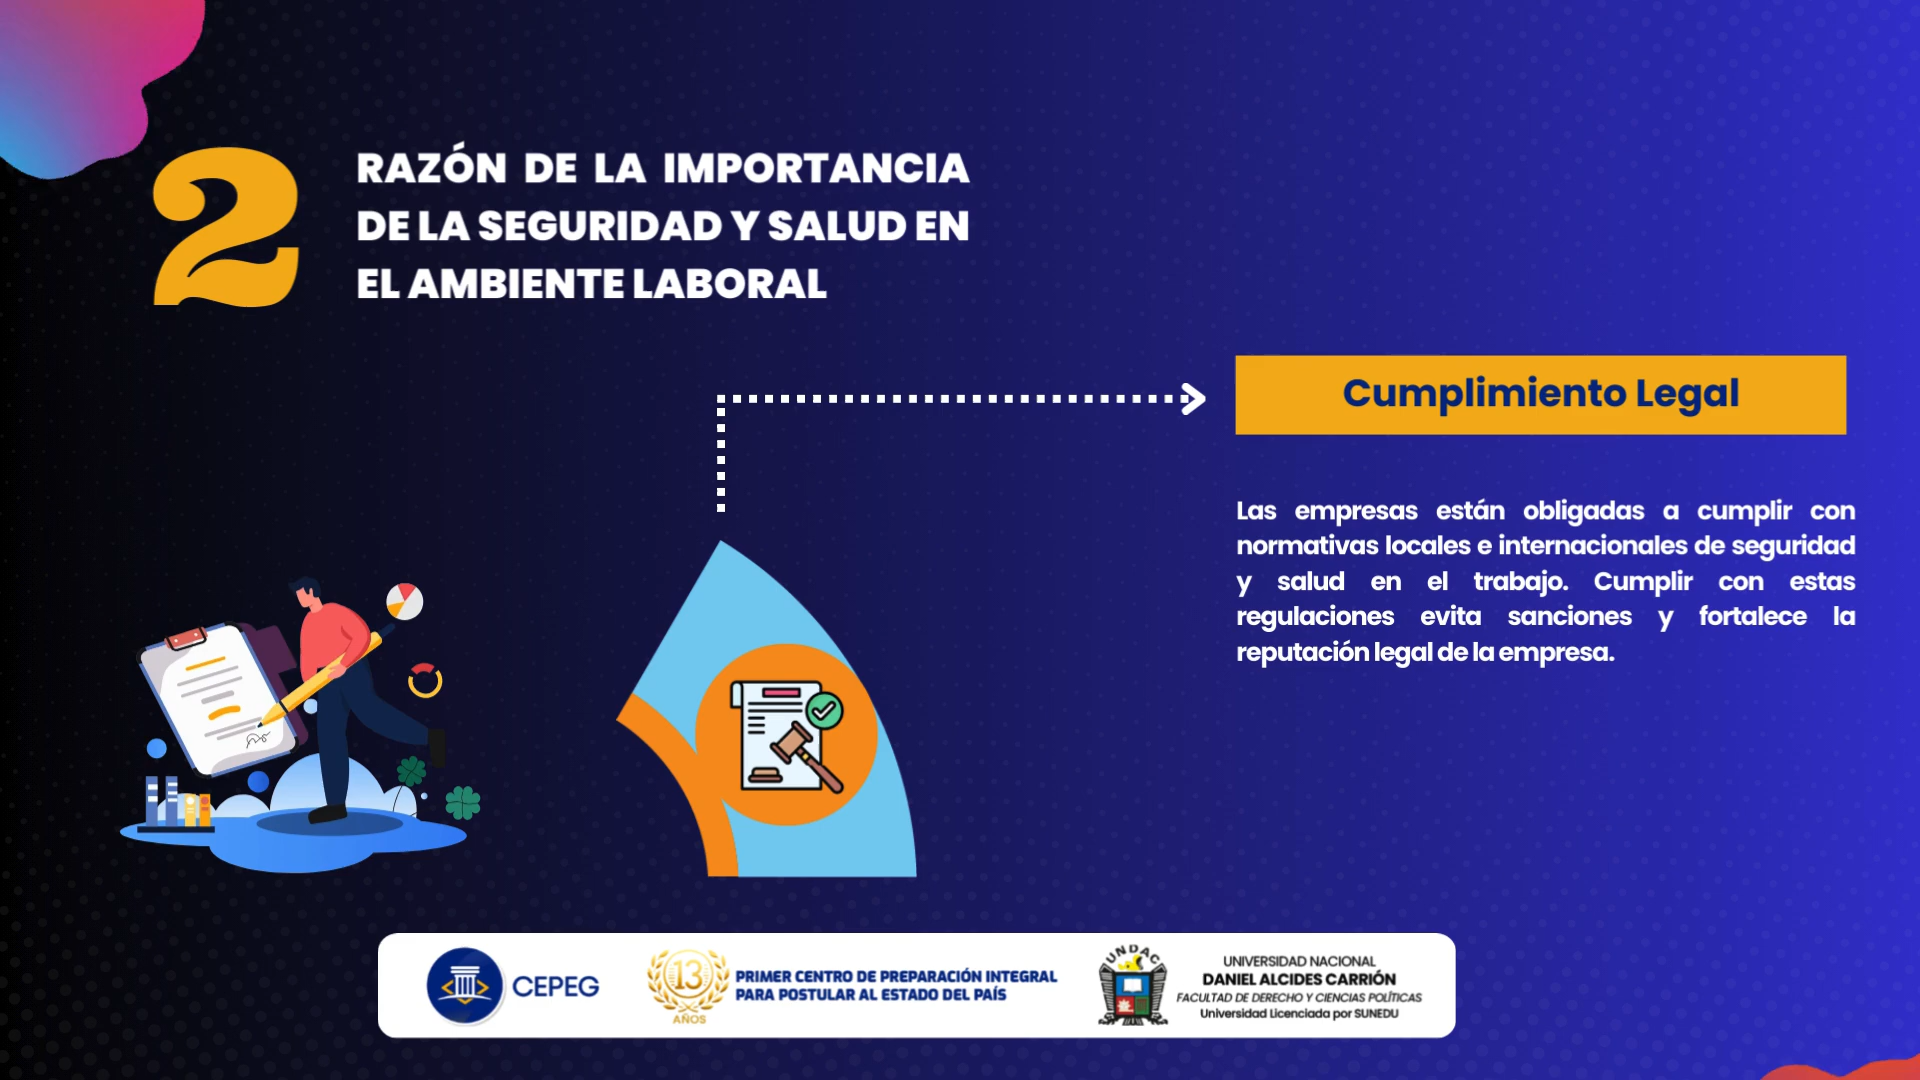 2
RAZÓN DE LA IMPORTANCIA
DE LA SEGURIDAD Y SALUD EN
EL AMBIENTE LABORAL
Cumplimiento Legal
Las empresas están obligadas a cumplir con
normativas locales e internacionales de seguridad
y salud en el trabajo. Cumplir con estas
regulaciones evita sanciones y fortalece la
reputación legal de la empresa.
CEPEG
13
AÑOS
PRIMER CENTRO DE PREPARACIÓN INTEGRAL
PARA POSTULAR AL ESTADO DEL PAÍS
UNDAC
UNIVERSIDAD NACIONAL
DANIEL ALCIDES CARRIÓN
FACULTAD DE DERECHO Y CIENCIAS POLÍTICAS
Universidad Licenciada por SUNEDU